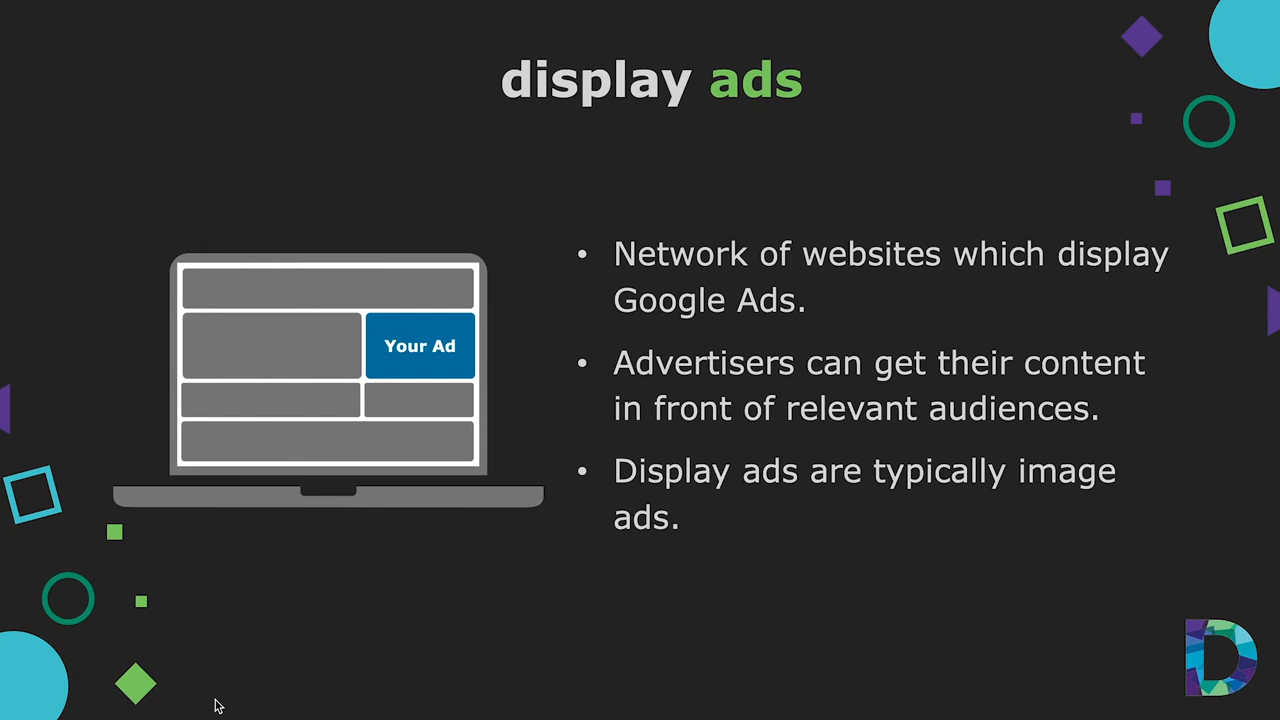 display ads
Your Ad
• Network of websites which display
Google Ads.
• Advertisers can get their content
in front of relevant audiences.
• Display ads are typically image
ads.
D